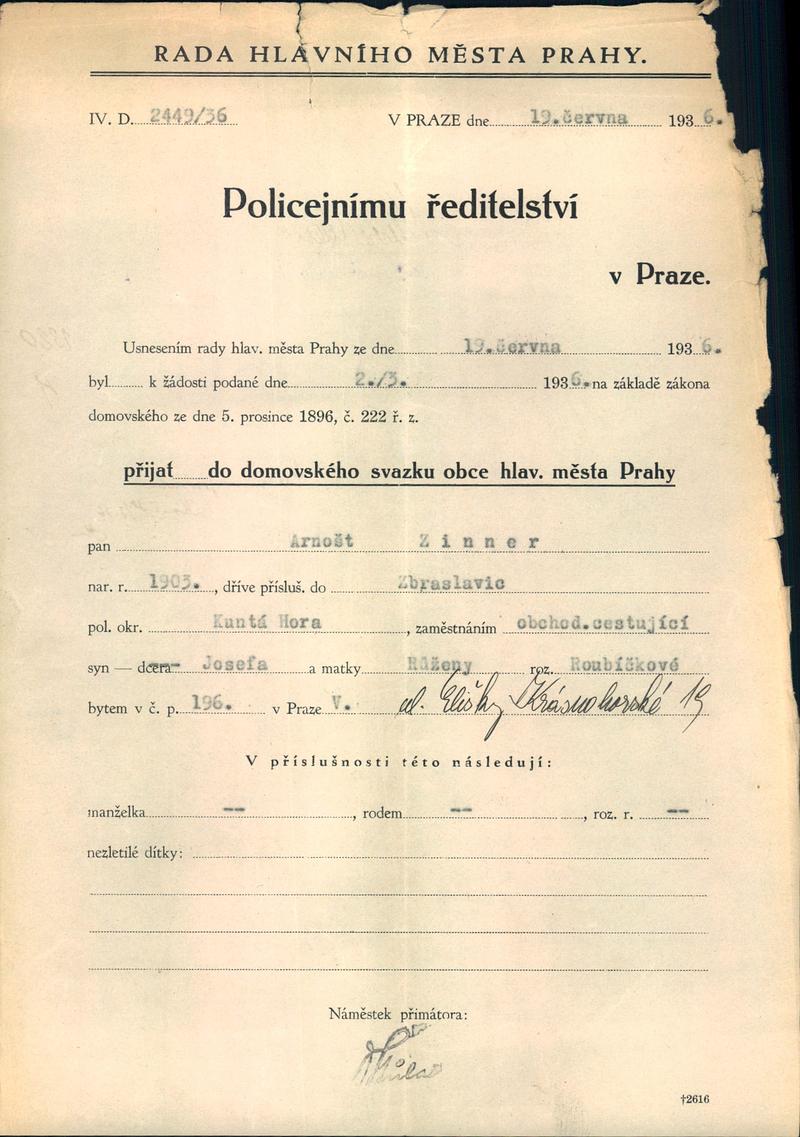 RADA HLAVNÍHO MĚSTA PRAHY.
IV. D. 2449/36 V PRAZE dne 19.června 1936.
Policejnímu ředitelství
v Praze.
Usnesením rady hlav. města Prahy ze dne 19.června 1936.
byl k žádosti podané dne 2./3. 1936. na základě zákona
domovského ze dne 5. prosince 1896, č. 222 ř. z.
přijat do domovského svazku obce hlav. města Prahy
pan Arnošt Zinner
nar. r. 1903., dříve přísluš. do Zbraslavic
pol. okr. Kuntá Hora, zaměstnáním obchod.cestující
syn — dcera Josefa a matky Růženy roz. Roubíčkové
bytem v č. p. 196. v Praze V. ul. Elišky Krásnohorské 19
V příslušnosti této následují:
manželka --, rodem --, roz. r. --
nezletilé dítky:
Náměstek přimátora:
†2616